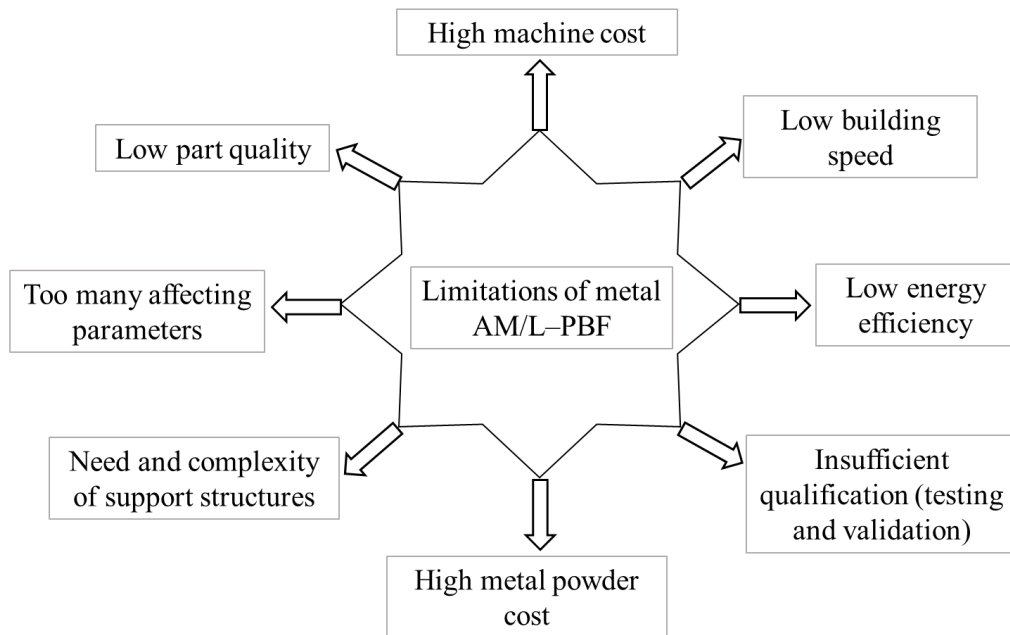 High machine cost
Low building
speed
Low part quality
Too many affecting
parameters
Limitations of metal
AM/L–PBF
Low energy
efficiency
Need and complexity
of support structures
Insufficient
qualification (testing
and validation)
High metal powder
cost